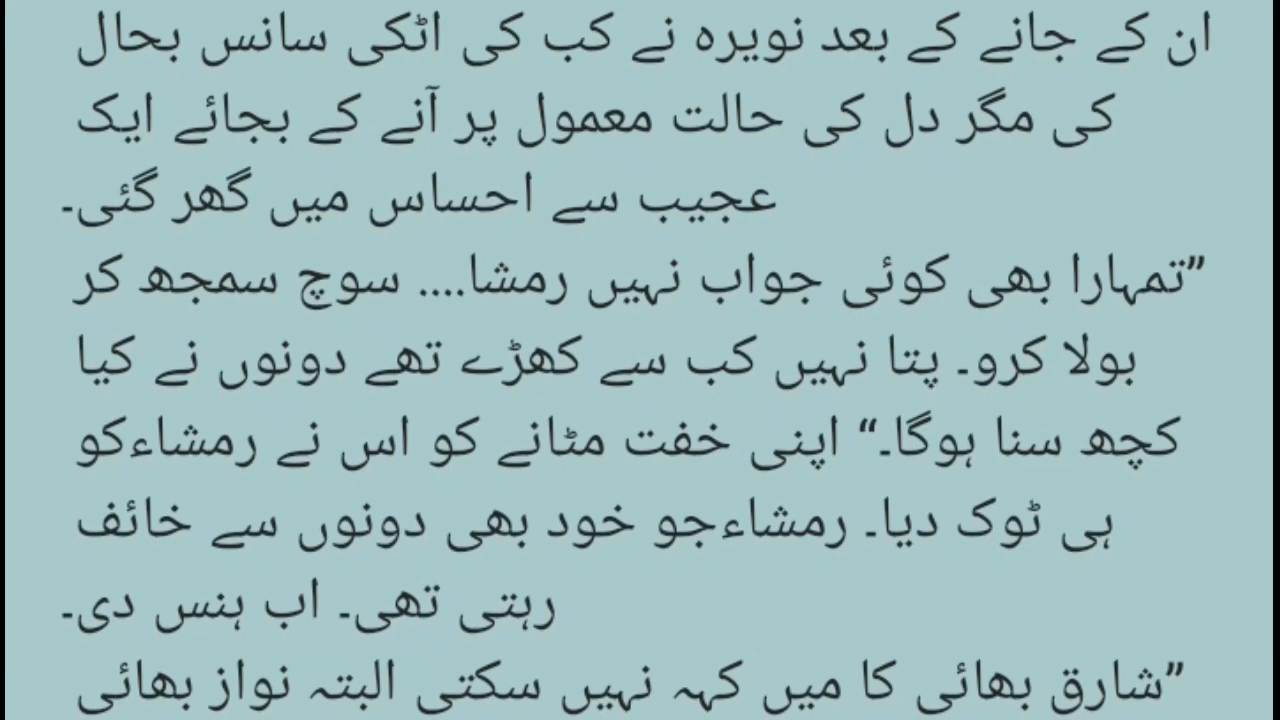 ان کے جانے کے بعد نویرہ نے کب کی اٹکی سانس بحال
کی مگر دل کی حالت معمول پر آنے کے بجائے ایک
عجیب سے احساس میں گھر گئی۔
”تمہارا بھی کوئی جواب نہیں رمشا.... سوچ سمجھ کر
بولا کرو۔ پتا نہیں کب سے کھڑے تھے دونوں نے کیا
کچھ سنا ہوگا۔“ اپنی خفت مٹانے کو اس نے رمشاءکو
ہی ٹوک دیا۔ رمشاءجو خود بھی دونوں سے خائف
رہتی تھی۔ اب ہنس دی۔
”شارق بھائی کا میں کہہ نہیں سکتی البتہ نواز بھائی